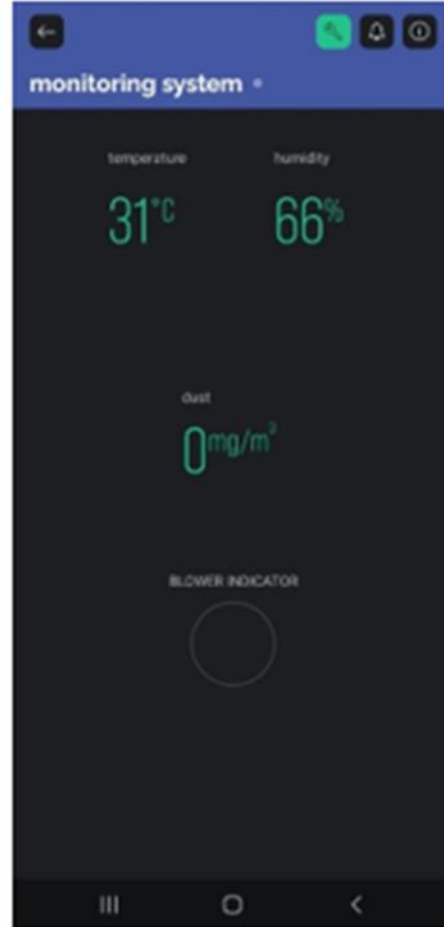 monitoring system
temperature humidity
31°C 66%
dust
0mg/m³
BLOWER INDICATOR